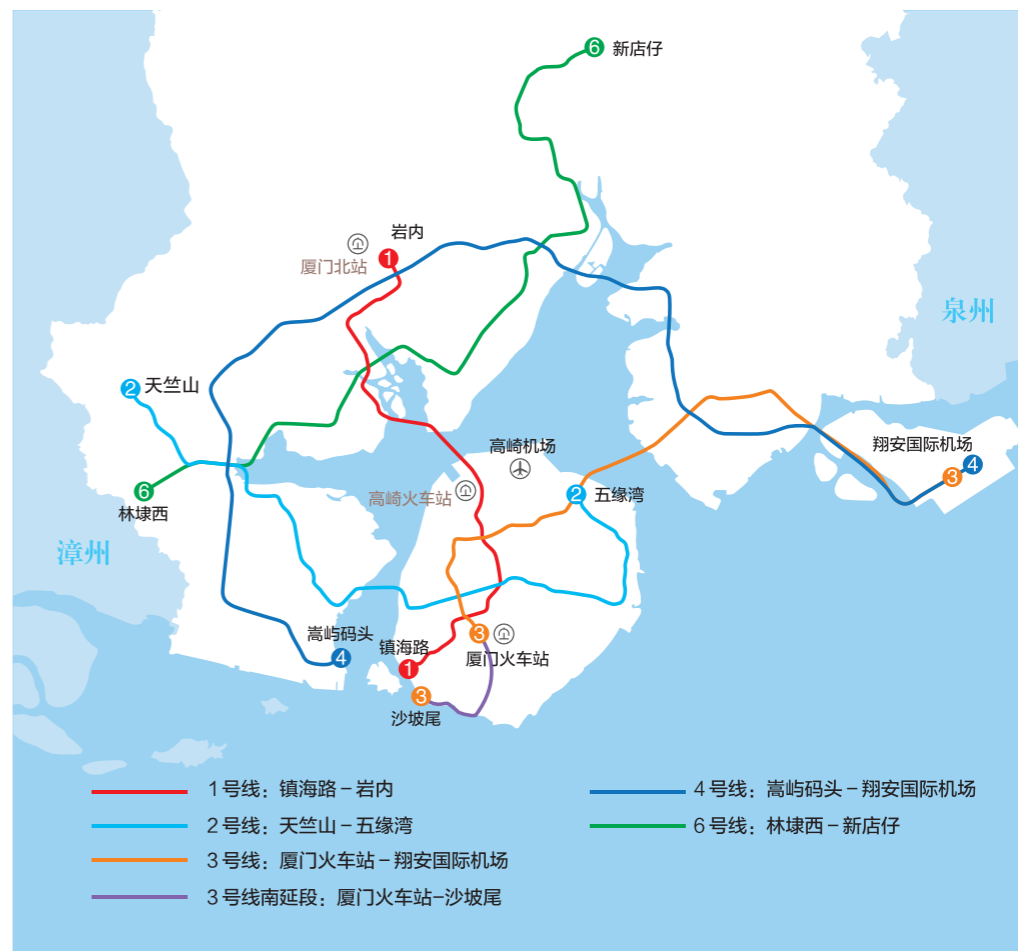 6 新店仔
岩内
1
厦门北站
泉州
2 天竺山
高崎机场
翔安国际机场
3 4
高崎火车站
2 五缘湾
6
林埭西
漳州
嵩屿码头
4
镇海路
1
3
厦门火车站
3
沙坡尾
1号线：镇海路－岩内
2号线：天竺山－五缘湾
3号线：厦门火车站－翔安国际机场
3号线南延段：厦门火车站–沙坡尾
4号线：嵩屿码头－翔安国际机场
6号线：林埭西－新店仔